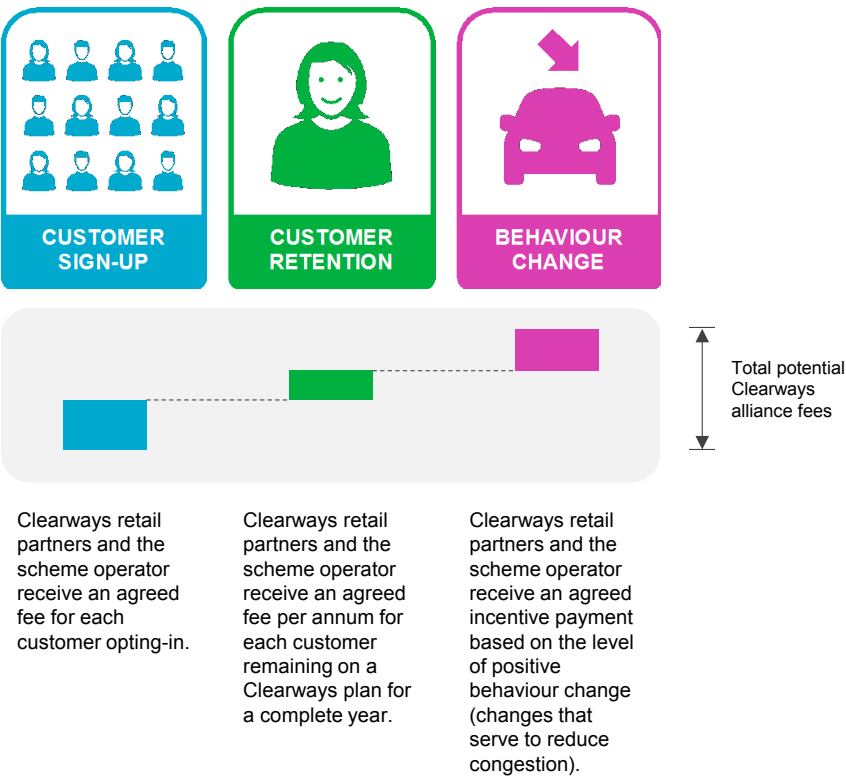 CUSTOMER
SIGN-UP
CUSTOMER
RETENTION
BEHAVIOUR
CHANGE
Total potential
Clearways
alliance fees
Clearways retail
partners and the
scheme operator
receive an agreed
fee for each
customer opting-in.
Clearways retail
partners and the
scheme operator
receive an agreed
fee per annum for
each customer
remaining on a
Clearways plan for
a complete year.
Clearways retail
partners and the
scheme operator
receive an agreed
incentive payment
based on the level
of positive
behaviour change
(changes that
serve to reduce
congestion).